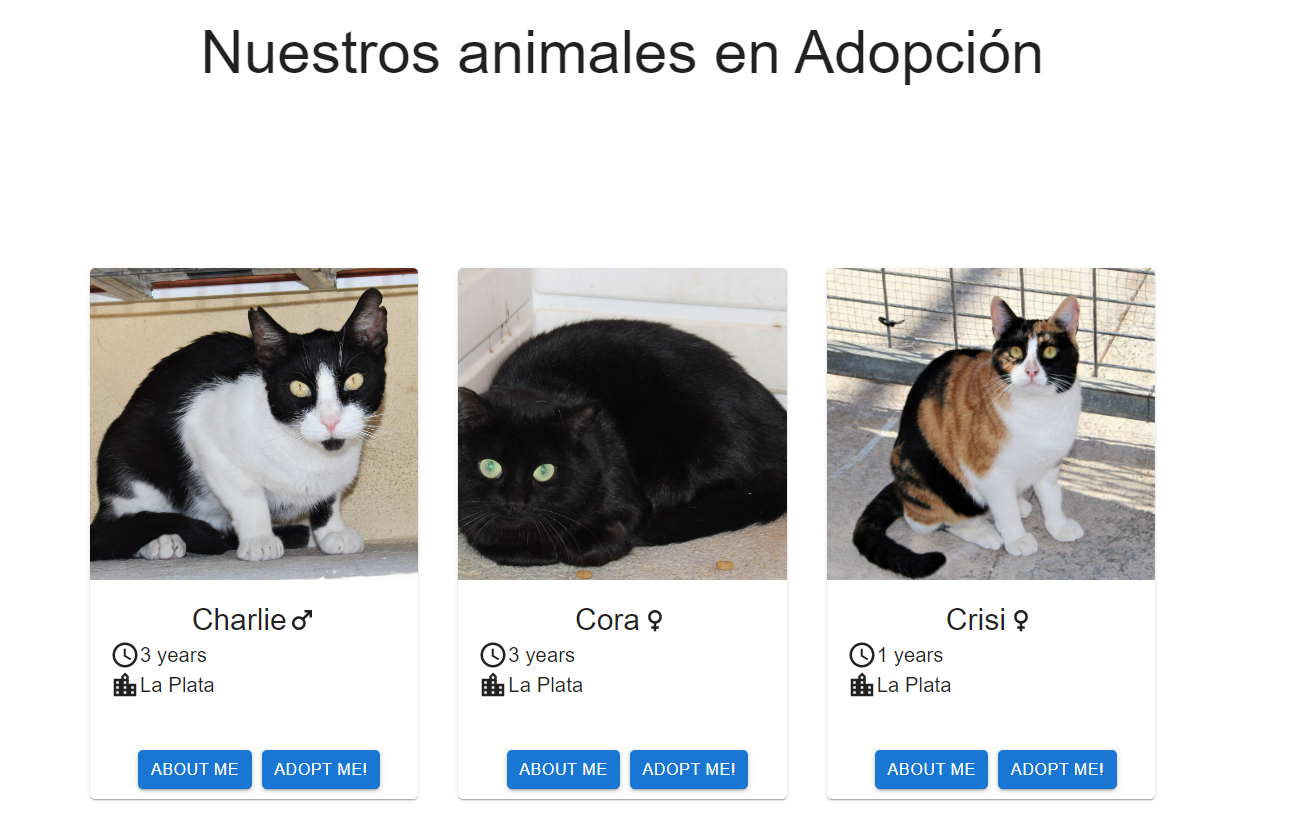 Nuestros animales en Adopción
Charlie
3 years
La Plata
ABOUT ME ADOPT ME!
Cora
3 years
La Plata
ABOUT ME ADOPT ME!
Crisi
1 years
La Plata
ABOUT ME ADOPT ME!